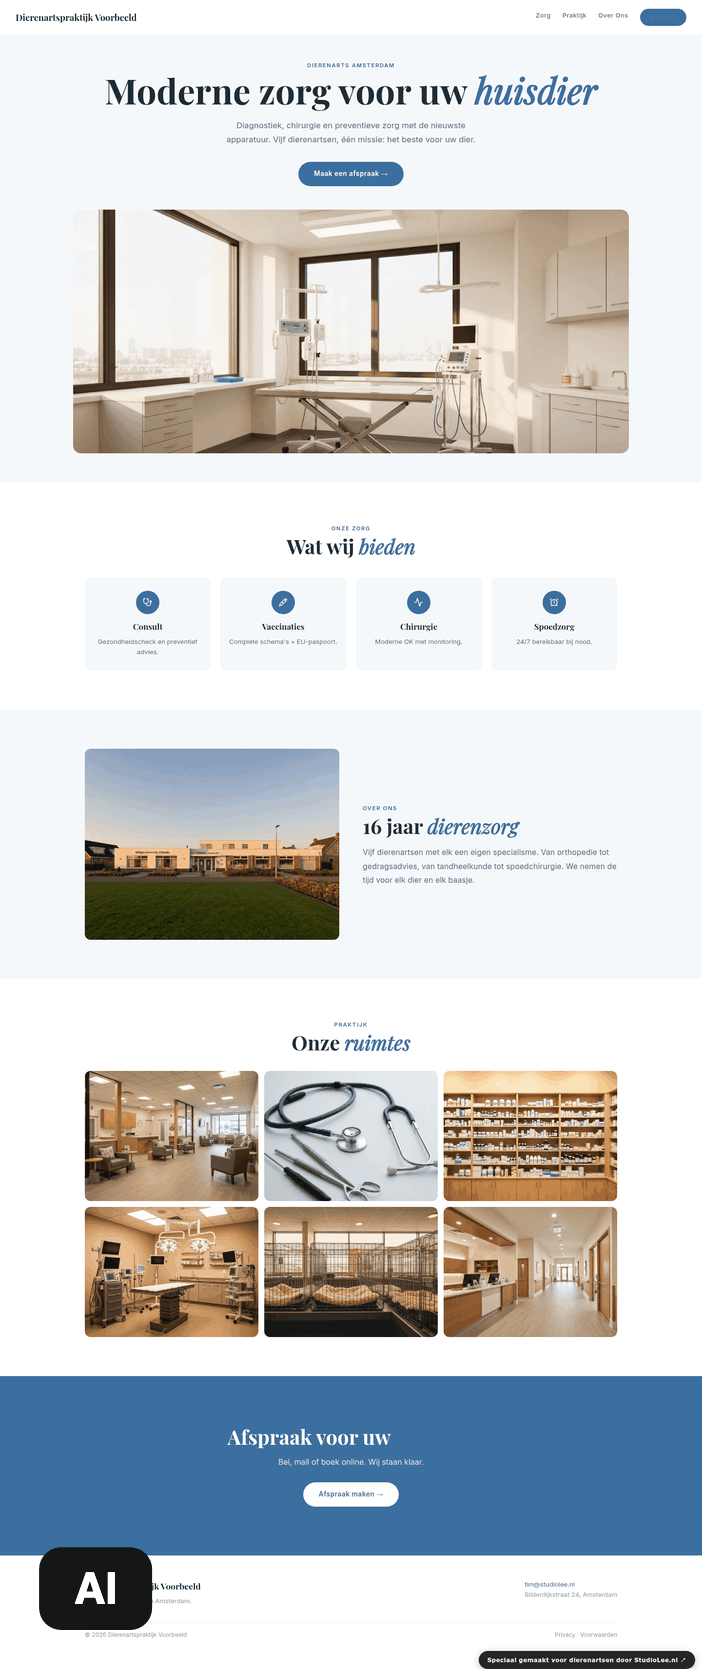 Dierenartspraktijk Voorbeeld
Zorg
Praktijk
Over Ons
DIERENARTS AMSTERDAM
Moderne zorg voor uw huisdier
Diagnostiek, chirurgie en preventieve zorg met de nieuwste
apparatuur. Vijf dierenartsen, één missie: het beste voor uw dier.
Maak een afspraak →
ONZE ZORG
Wat wij bieden
Consult
Gezondheidscheck en preventief
advies.
Vaccinaties
Complete schema's + EU-paspoort.
Chirurgie
Moderne OK met monitoring.
Spoedzorg
24/7 bereikbaar bij nood.
OVER ONS
16 jaar dierenzorg
Vijf dierenartsen met elk een eigen specialisme. Van orthopedie tot
gedragsadvies, van tandheelkunde tot spoedchirurgie. We nemen de
tijd voor elk dier en elk baasje.
PRAKTIJK
Onze ruimtes
Afspraak voor uw
Bel, mail of boek online. Wij staan klaar.
Afspraak maken →
AI
jk Voorbeeld
Amsterdam.
tim@studiolee.nl
Bilderdijkstraat 24, Amsterdam
© 2026 Dierenartspraktijk Voorbeeld
Privacy · Voorwaarden
Speciaal gemaakt voor dierenartsen door StudioLee.nl ↗